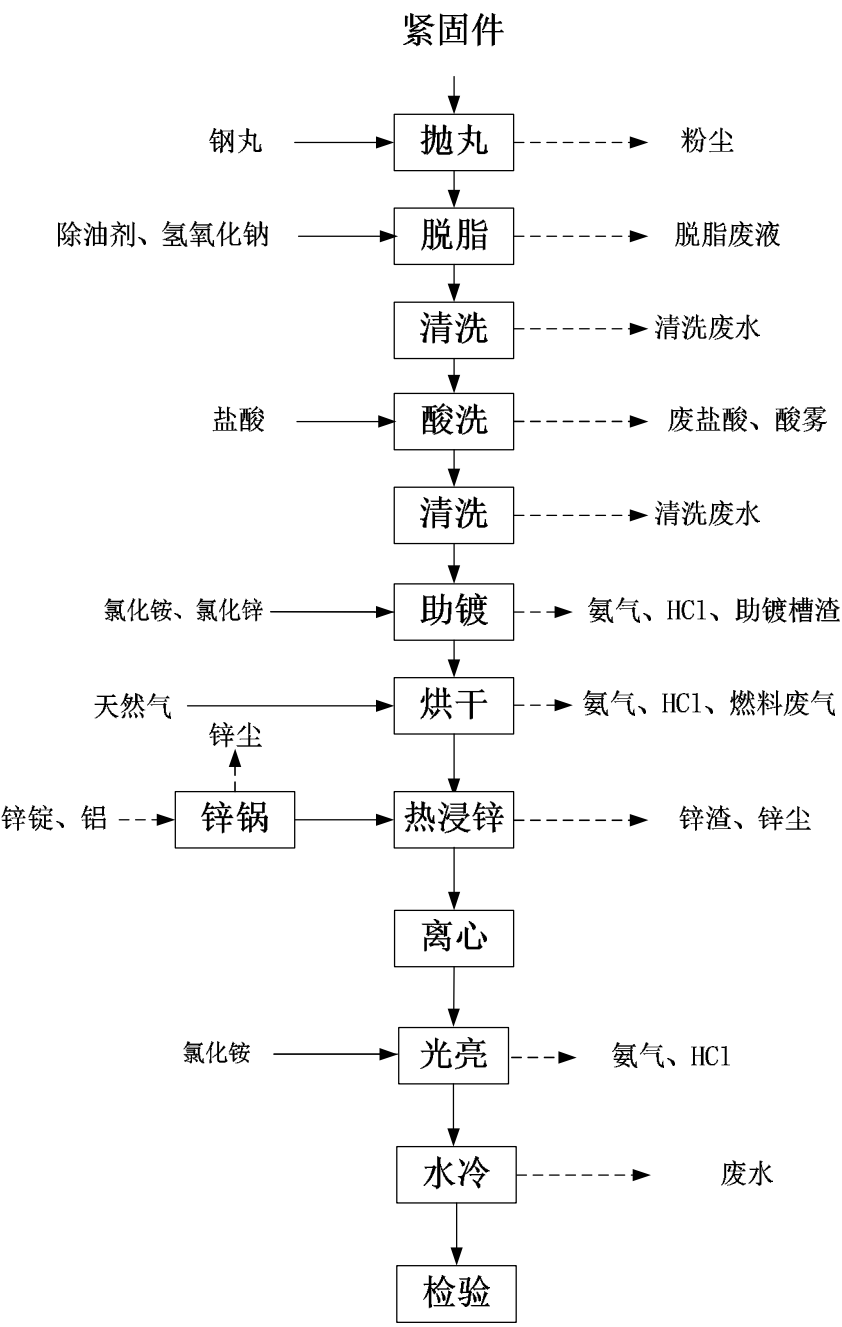 紧固件
钢丸 抛丸 粉尘
除油剂、氢氧化钠 脱脂 脱脂废液
清洗 清洗废水
盐酸 酸洗 废盐酸、酸雾
清洗 清洗废水
氯化铵、氯化锌 助镀 氨气、HCl、助镀槽渣
天然气 烘干 氨气、HCl、燃料废气
锌尘
锌锭、铝 锌锅 热浸锌 锌渣、锌尘
离心
氯化铵 光亮 氨气、HCl
水冷 废水
检验